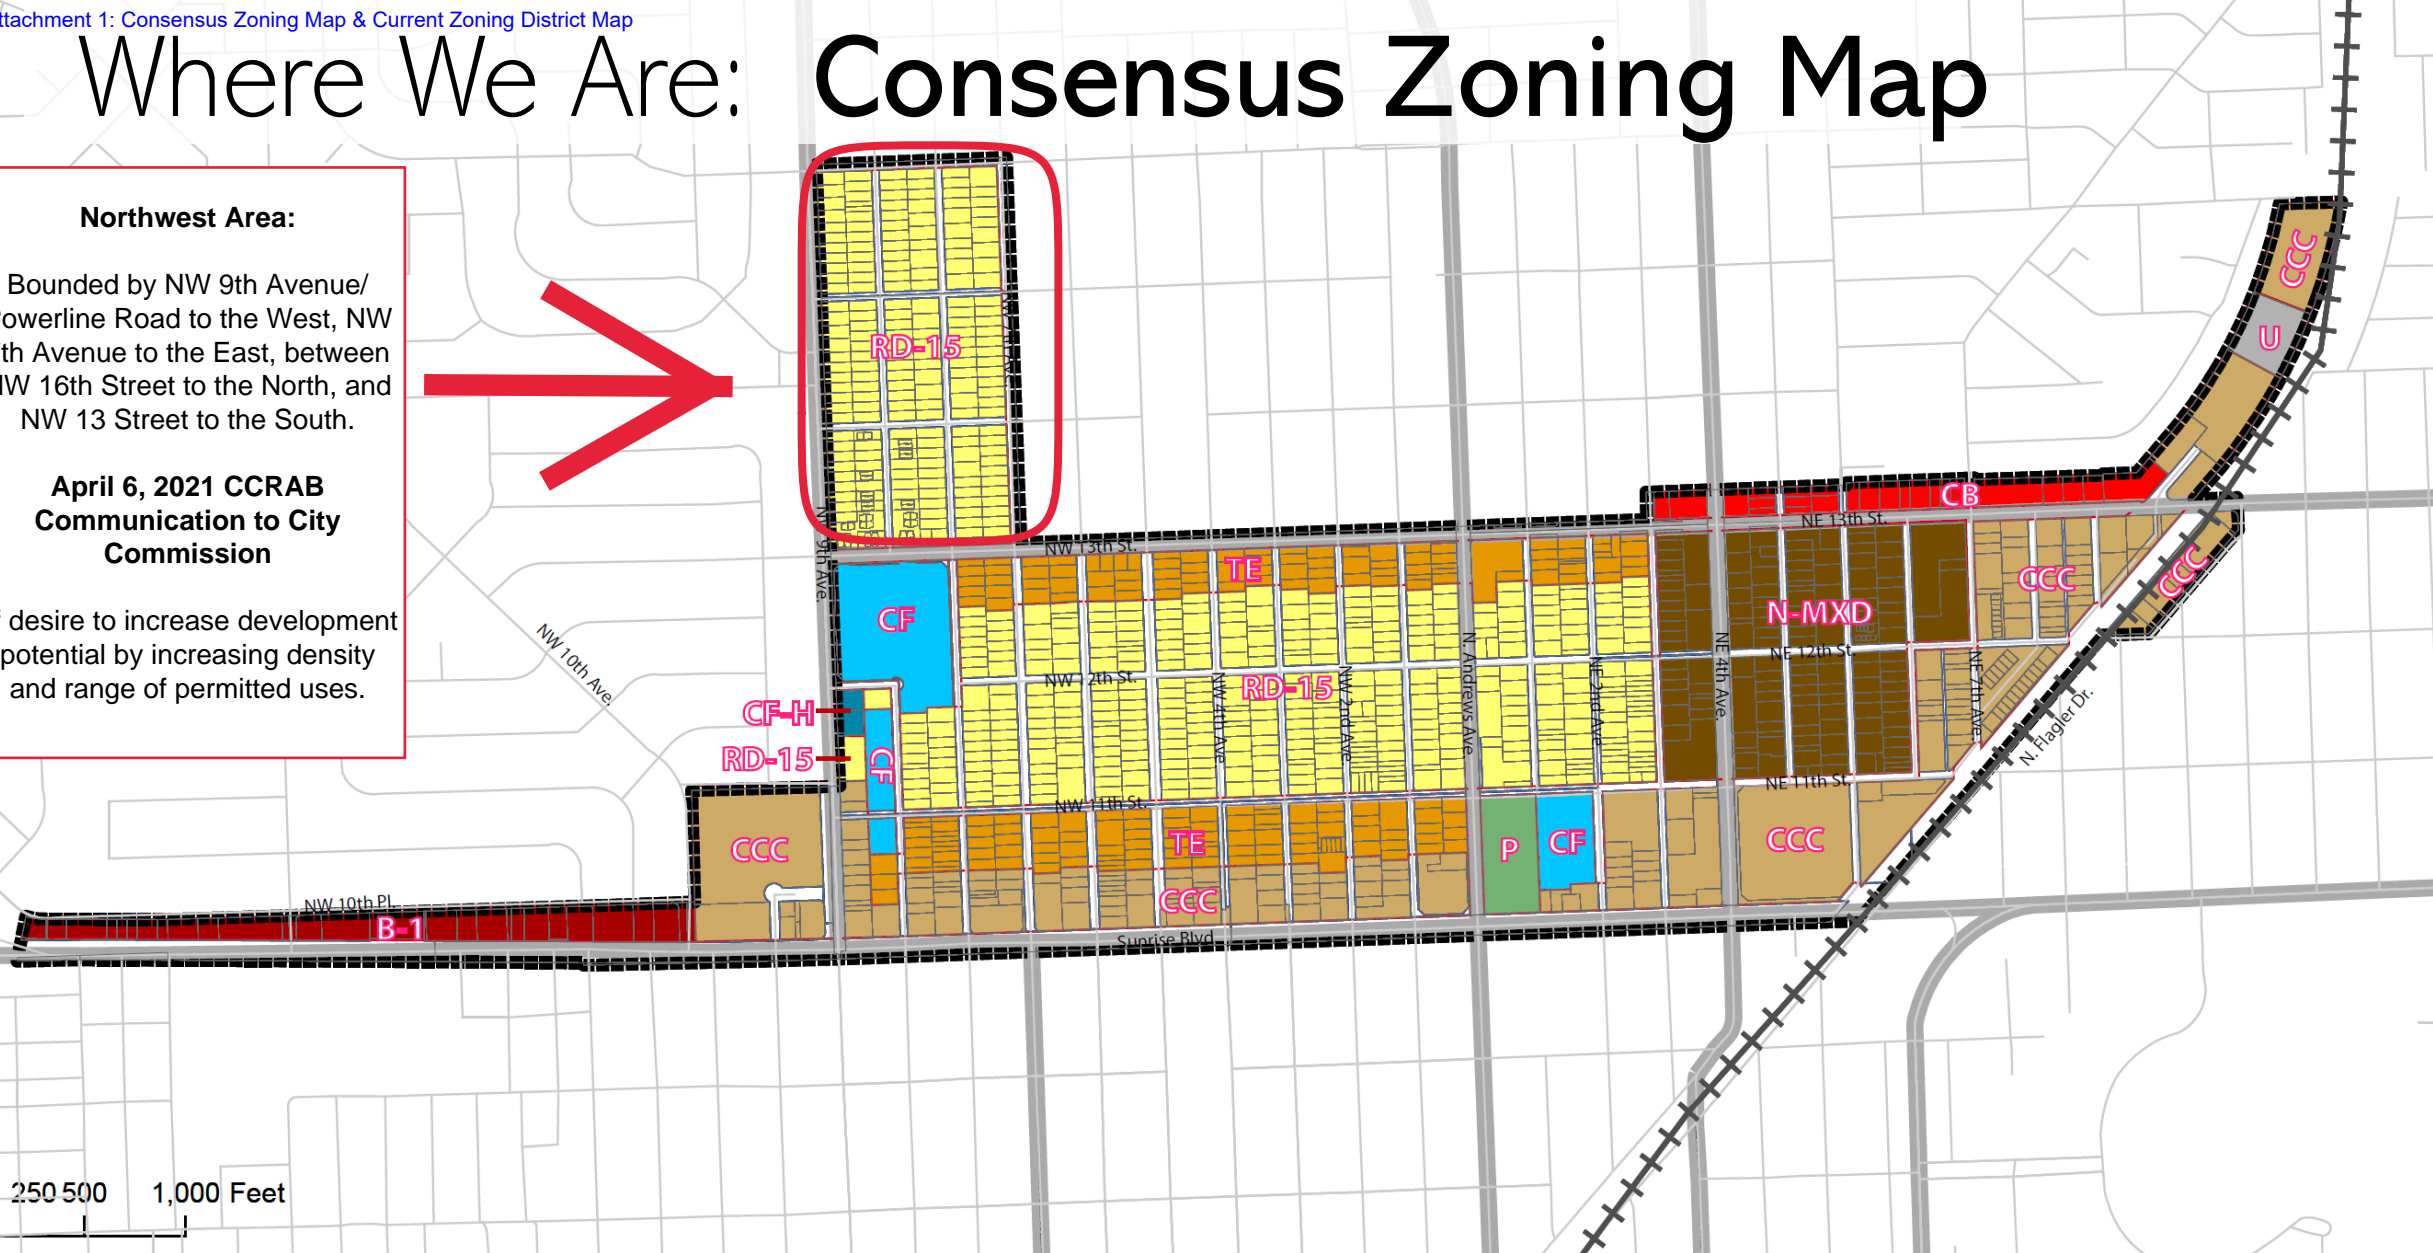 ttachment 1: Consensus Zoning Map & Current Zoning District Map
Where We Are: Consensus Zoning Map
Northwest Area:
Bounded by NW 9th Avenue/
owerline Road to the West, NW
th Avenue to the East, between
W 16th Street to the North, and
NW 13 Street to the South.
April 6, 2021 CCRAB
Communication to City
Commission
desire to increase development
potential by increasing density
and range of permitted uses.
RD-15
CCC
U
CB
NE 13th St.
NW 13th St.
TE
CF
9th Ave.
N-MXD
CCC
CCC
NW 10th Ave.
NW 12th St.
NE 12th St.
RD-15
NW 4th Ave.
NW 2nd Ave.
N. Andrews Ave.
NE 2nd Ave.
NE 4th Ave.
NE 7th Ave.
N. Flagler Dr.
CF-H
RD-15
CF
NW 11th St.
NE 11th St.
CCC
TE
P
CF
CCC
CCC
NW 10th Pl.
B-1
Sunrise Blvd
250 500 1,000 Feet